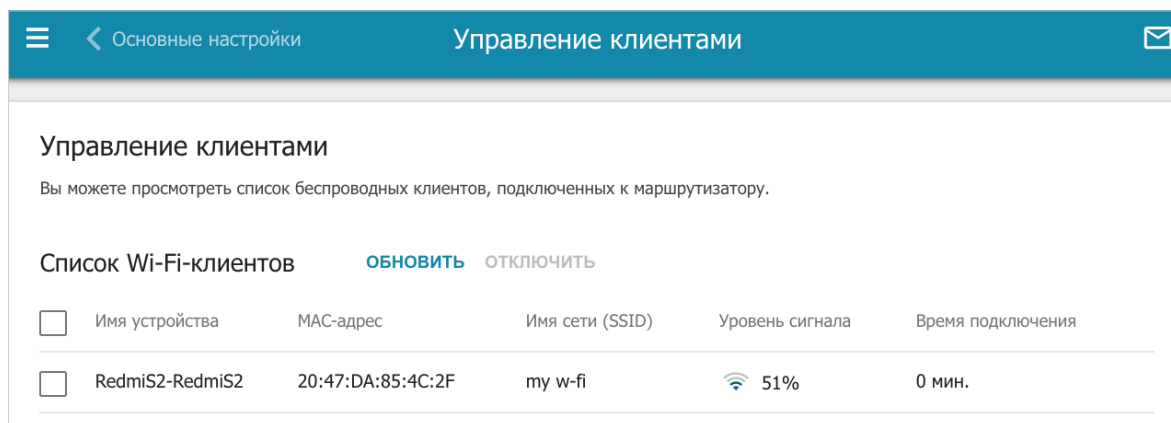 Основные настройки Управление клиентами
Управление клиентами
Вы можете просмотреть список беспроводных клиентов, подключенных к маршрутизатору.
Список Wi-Fi-клиентов ОБНОВИТЬ ОТКЛЮЧИТЬ
Имя устройства MAC-адрес Имя сети (SSID) Уровень сигнала Время подключения
RedmiS2-RedmiS2 20:47:DA:85:4C:2F my w-fi 51% 0 мин.